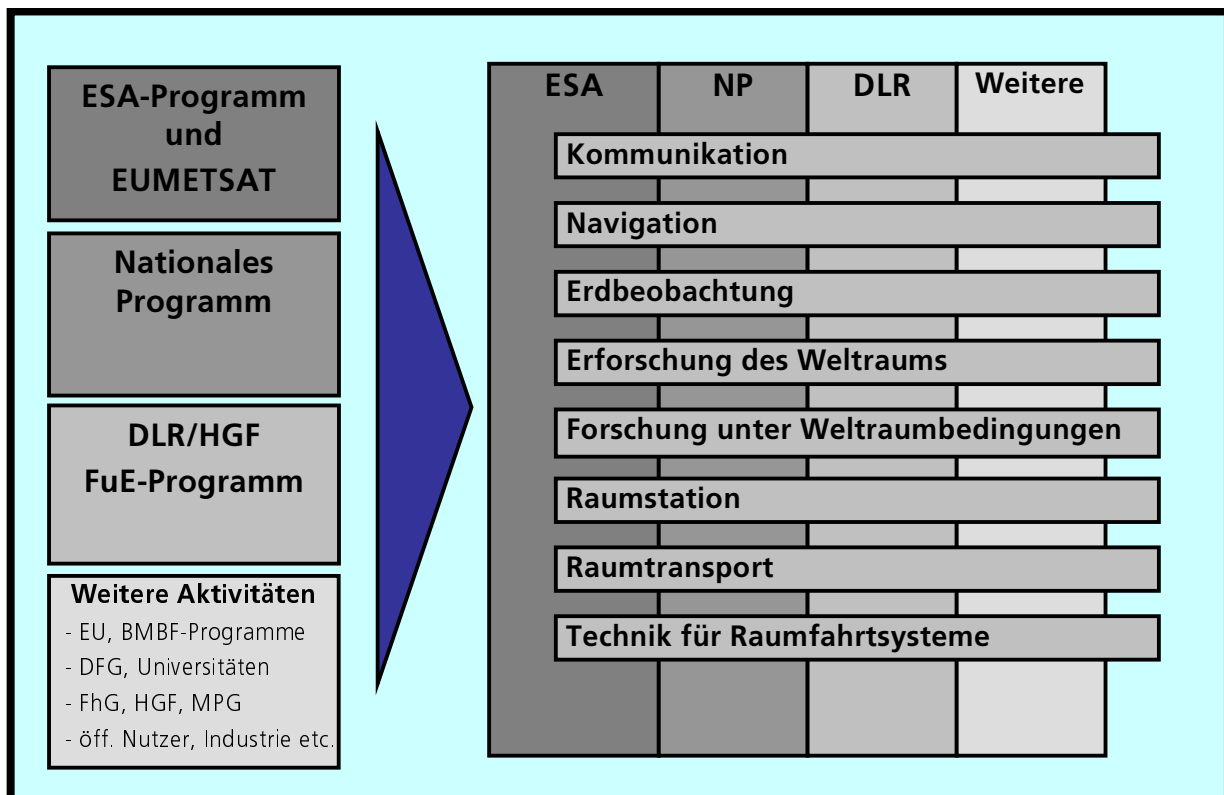 ESA-Programm
und
EUMETSAT
Nationales
Programm
DLR/HGF
FuE-Programm
Weitere Aktivitäten
- EU, BMBF-Programme
- DFG, Universitäten
- FhG, HGF, MPG
- öff. Nutzer, Industrie etc.
ESA NP DLR Weitere
Kommunikation
Navigation
Erdbeobachtung
Erforschung des Weltraums
Forschung unter Weltraumbedingungen
Raumstation
Raumtransport
Technik für Raumfahrtsysteme